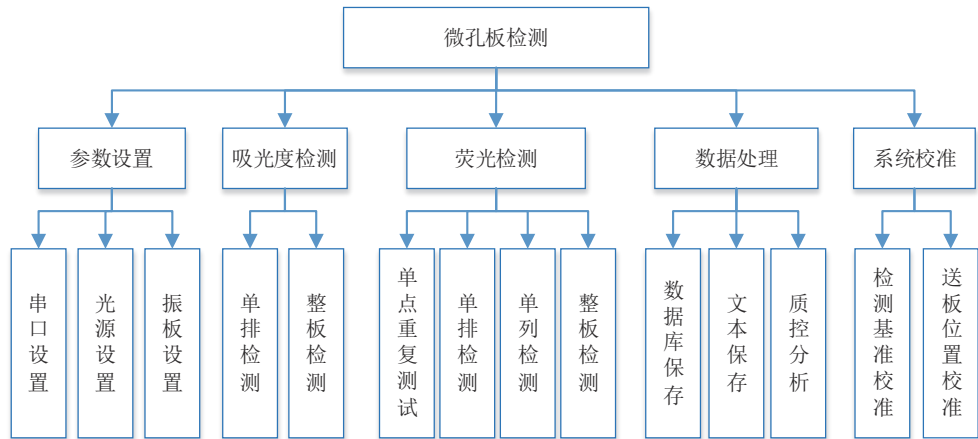 微孔板检测
参数设置
吸光度检测
荧光检测
数据处理
系统校准
串口设置
光源设置
振板设置
单排检测
整板检测
单点重复测试
单排检测
单列检测
整板检测
数据库保存
文本保存
质控分析
检测基准校准
送板位置校准